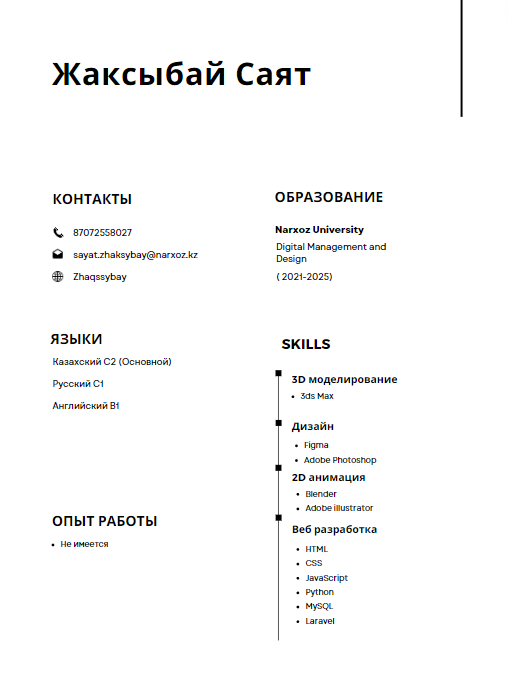 Жаксыбай Саят
КОНТАКТЫ
87072558027
sayat.zhaksybay@narxoz.kz
Zhaqssybay
ОБРАЗОВАНИЕ
Narxoz University
Digital Management and
Design
( 2021-2025)
ЯЗЫКИ
Казахский C2 (Основной)
Русский C1
Английский B1
ОПЫТ РАБОТЫ
• Не имеется
SKILLS
3D моделирование
• 3ds Max
Дизайн
• Figma
• Adobe Photoshop
2D анимация
• Blender
• Adobe illustrator
Веб разработка
• HTML
• CSS
• JavaScript
• Python
• MySQL
• Laravel